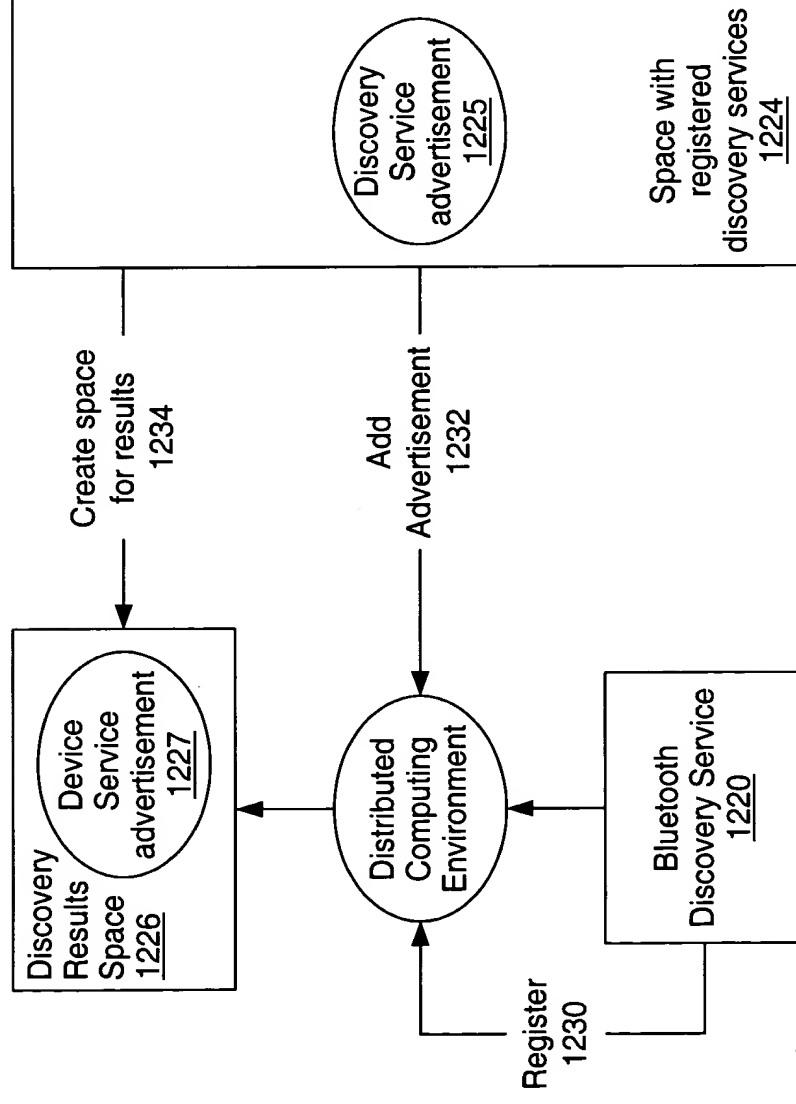 Discovery
Results
Space
1226
Device
Service
advertisement
1227
Create space
for results
1234
Discovery
Service
advertisement
1225
Space with
registered
discovery services
1224
Distributed
Computing
Environment
Add
Advertisement
1232
Register
1230
Bluetooth
Discovery Service
1220